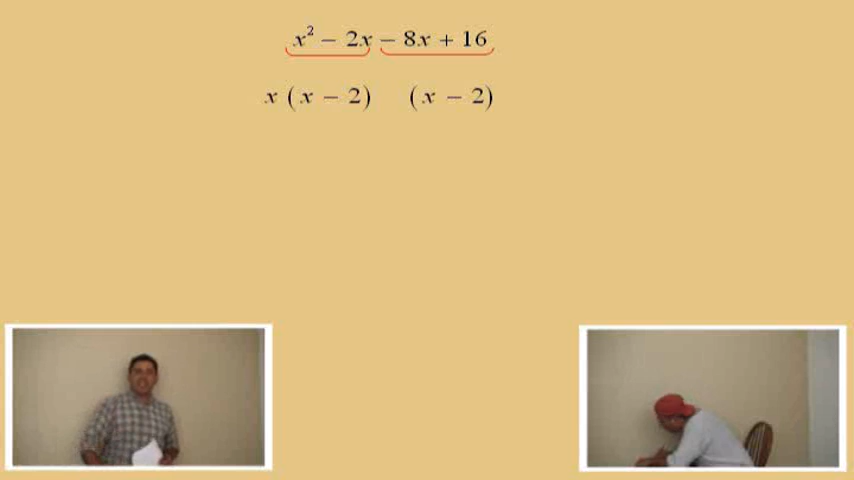 x² − 2x − 8x + 16
x (x − 2) (x − 2)